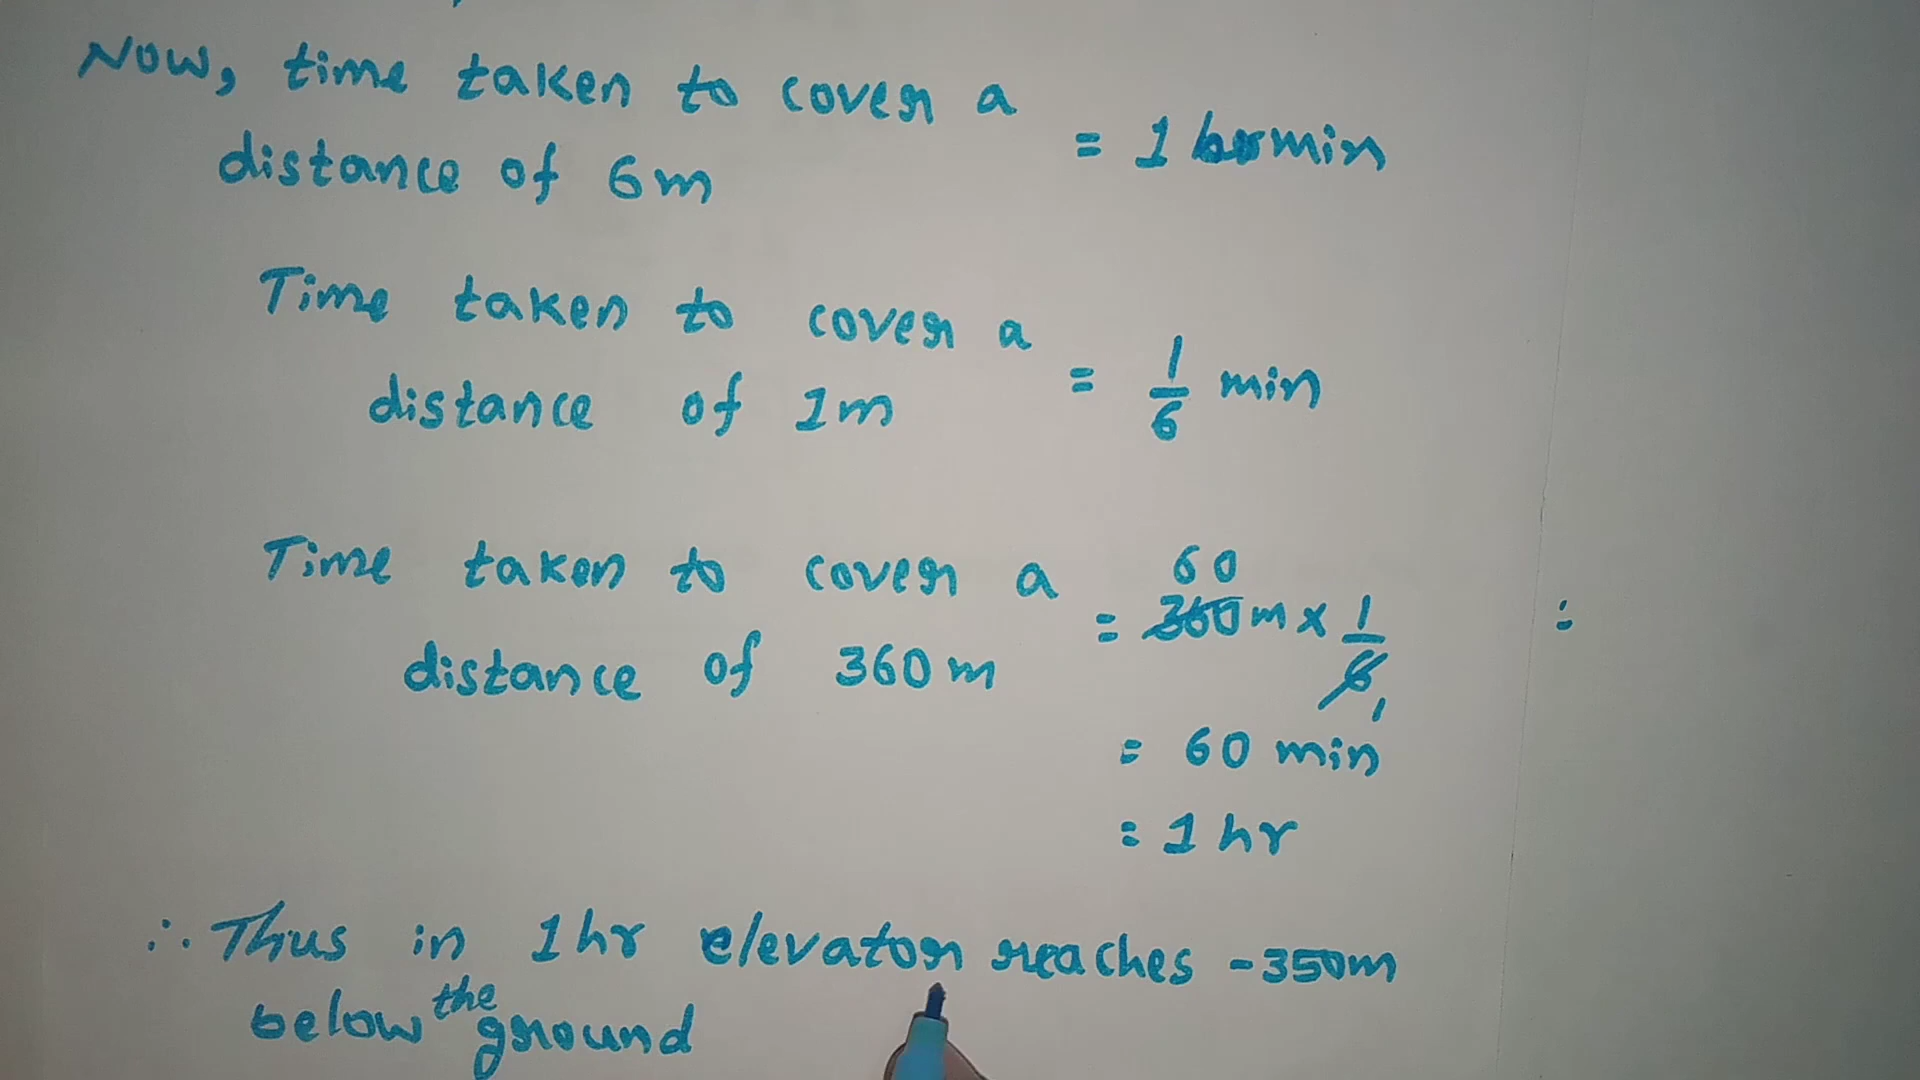 Now, time taken to cover a
distance of 6m = 1 min
Time taken to cover a
distance of 1m = 1/6 min
Time taken to cover a
distance of 360m = 360m x 1/6
60
1
=
= 60 min
= 1 hr
∴ Thus in 1hr elevator reaches -350m
below the ground